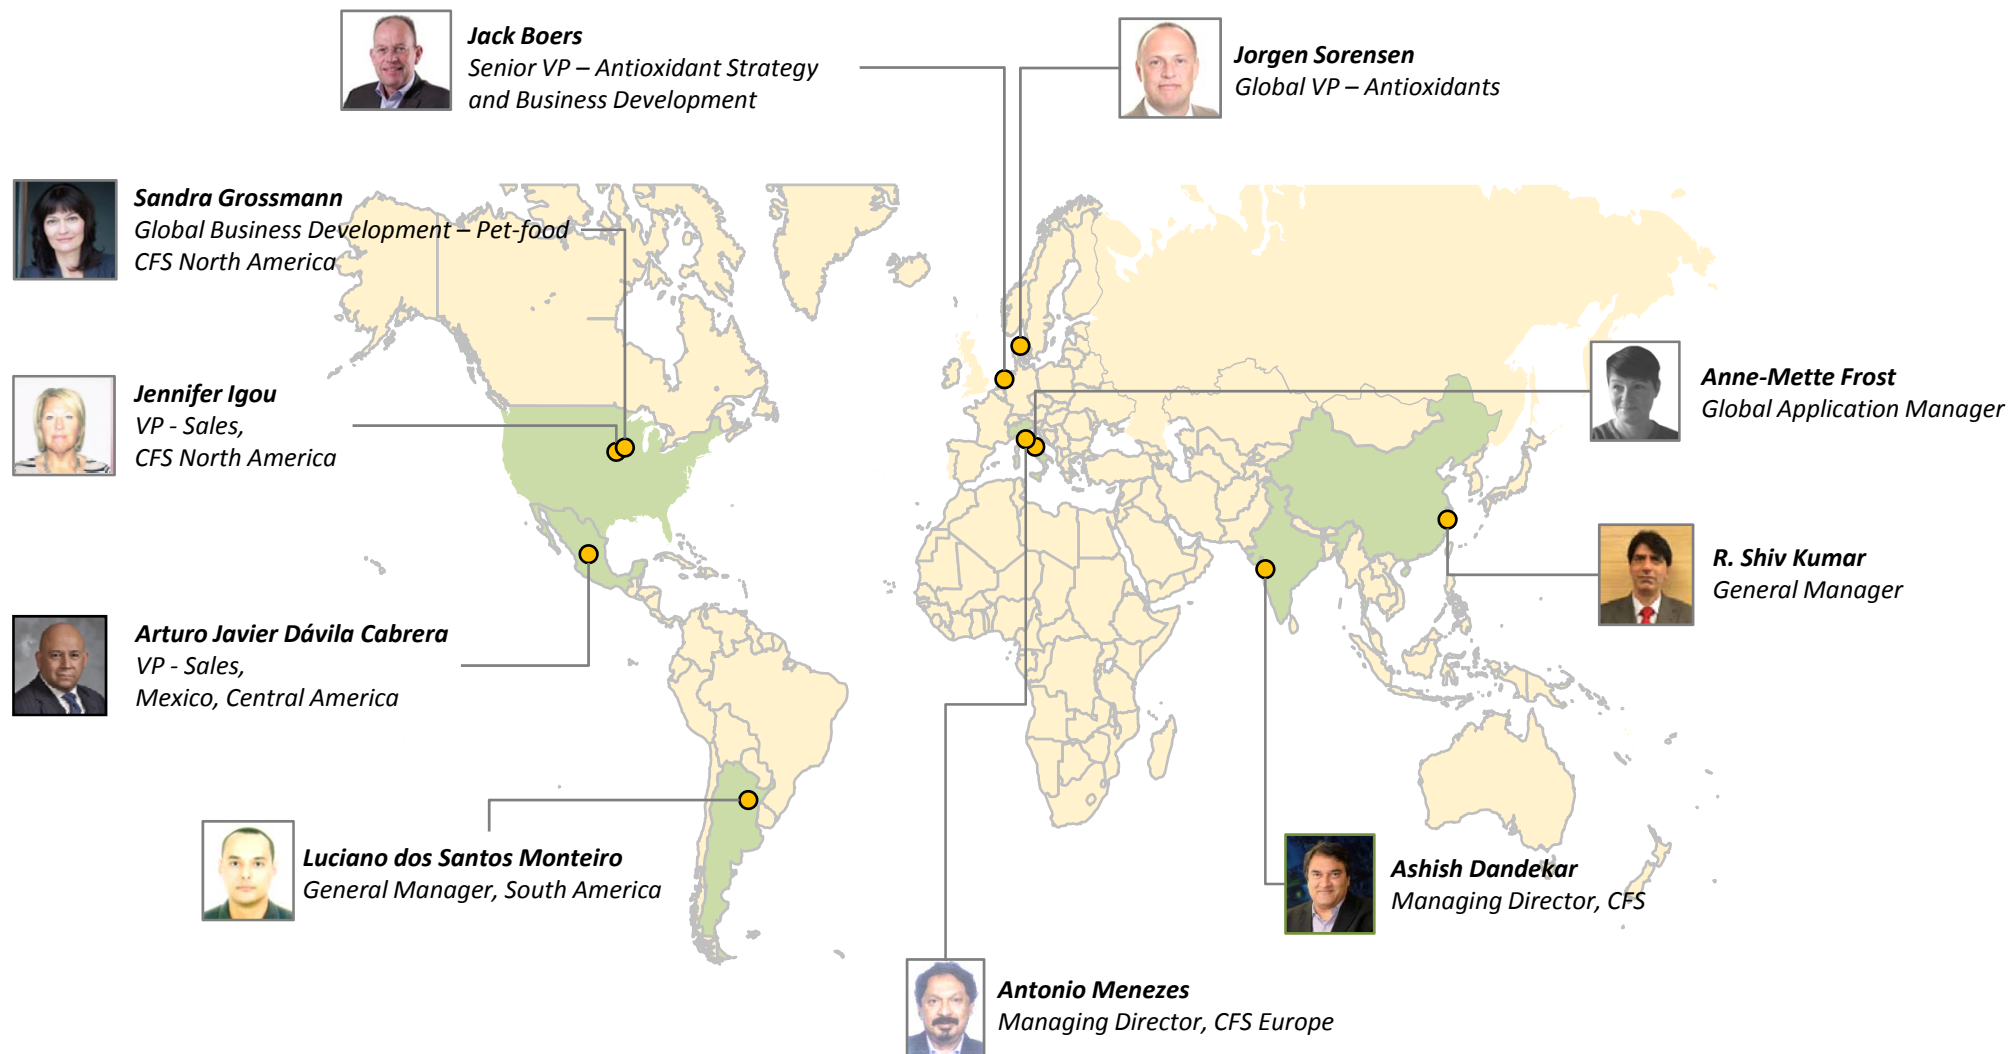 Jack Boers
Senior VP – Antioxidant Strategy
and Business Development
Jorgen Sorensen
Global VP – Antioxidants
Sandra Grossmann
Global Business Development – Pet-food
CFS North America
Jennifer Igou
VP - Sales,
CFS North America
Anne-Mette Frost
Global Application Manager
R. Shiv Kumar
General Manager
Arturo Javier Dávila Cabrera
VP - Sales,
Mexico, Central America
Luciano dos Santos Monteiro
General Manager, South America
Ashish Dandekar
Managing Director, CFS
Antonio Menezes
Managing Director, CFS Europe